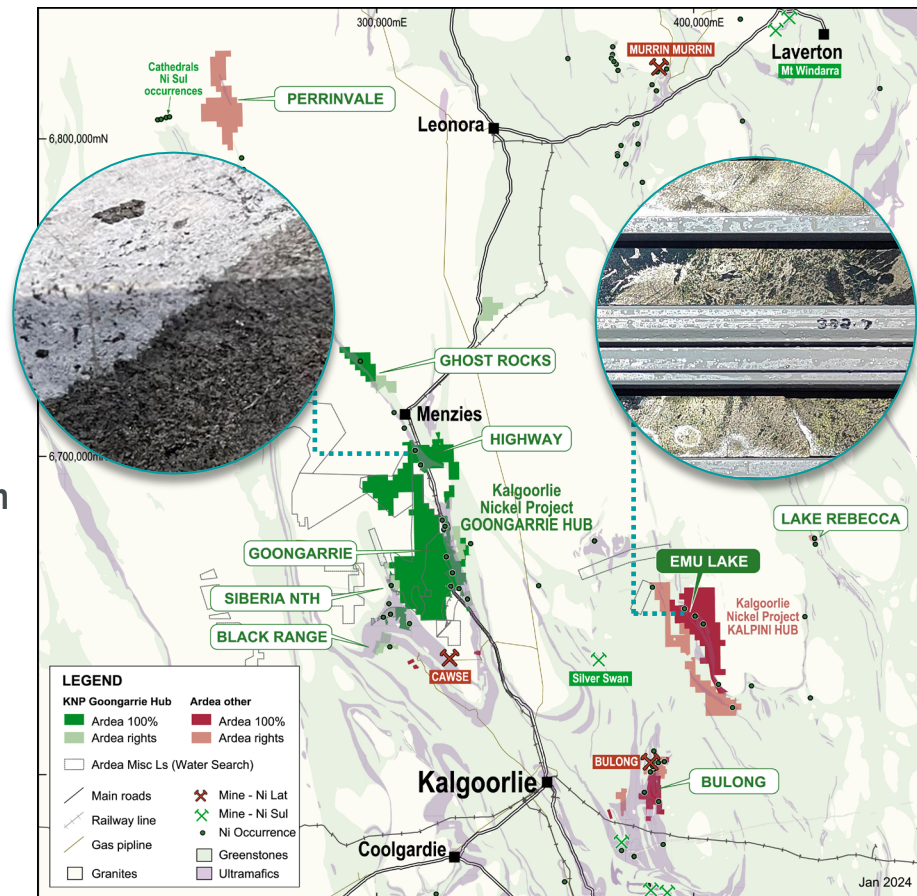 300,000mE
400,000mE
MURRIN MURRIN
Laverton
Mt Windarra
Cathedrals
Ni Sul
occurrences
PERRINVALE
Leonora
6,800,000mN
GHOST ROCKS
Menzies
HIGHWAY
6,700,000mN
Kalgoorlie
Nickel Project
GOONGARRIE HUB
LAKE REBECCA
GOONGARRIE
EMU LAKE
SIBERIA NTH
Kalgoorlie
Nickel Project
KALPINI HUB
BLACK RANGE
CAWSE
Silver Swan
LEGEND
KNP Goongarrie Hub
Ardea other
Ardea 100%
Ardea 100%
Ardea rights
Ardea rights
Ardea Misc Ls (Water Search)
Main roads
Mine - Ni Lat
Railway line
Mine - Ni Sul
Gas pipline
Ni Occurrence
Greenstones
Granites
Ultramafics
BULONG
BULONG
Kalgoorlie
Coolgardie
Jan 2024